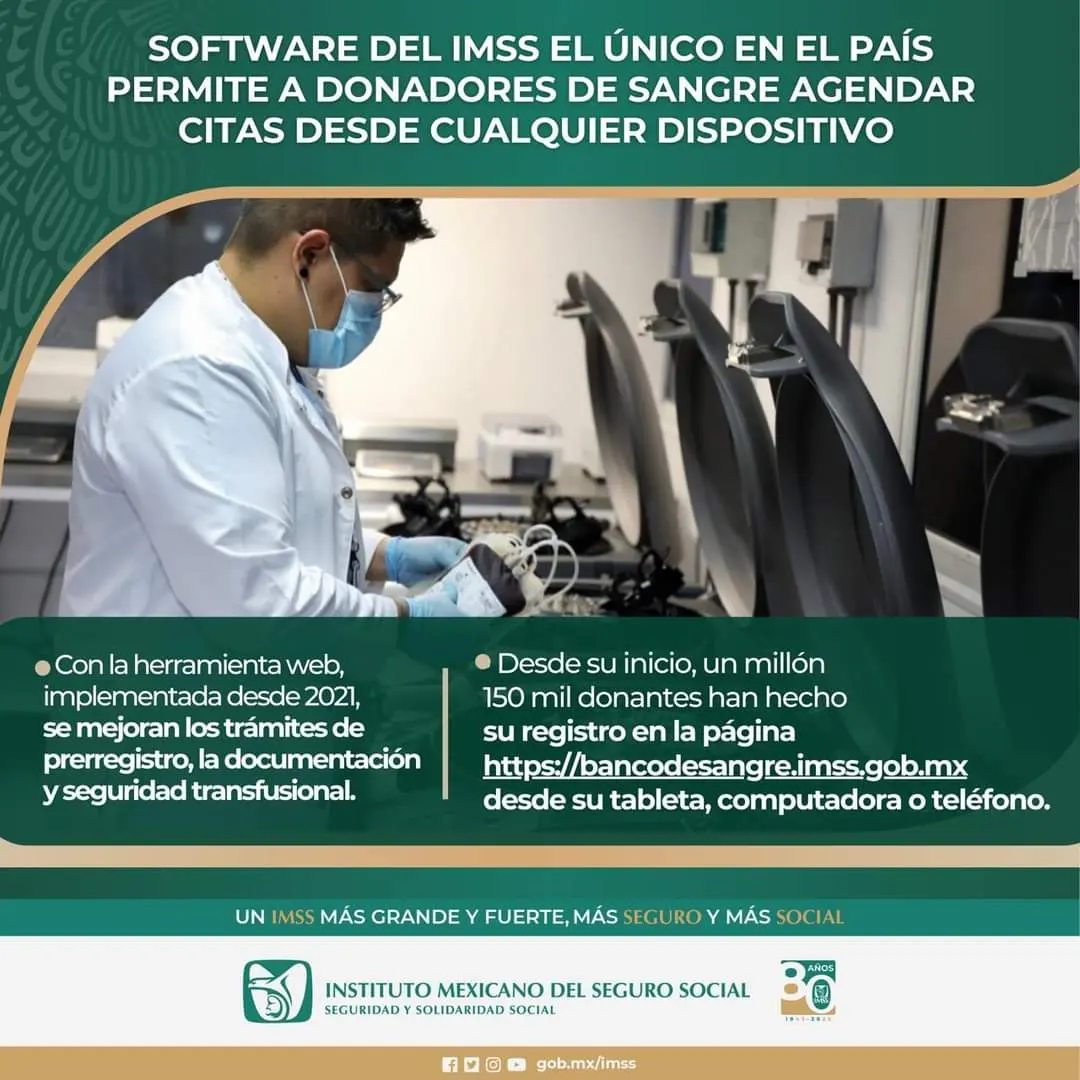 SOFTWARE DEL IMSS EL ÚNICO EN EL PAÍS
PERMITE A DONADORES DE SANGRE AGENDAR
CITAS DESDE CUALQUIER DISPOSITIVO
Con la herramienta web,
implementada desde 2021,
se mejoran los trámites de
prerregistro, la documentación
y seguridad transfusional.
Desde su inicio, un millón
150 mil donantes han hecho
su registro en la página
https://bancodesangre.imss.gob.mx
desde su tableta, computadora o teléfono.
UN IMSS MÁS GRANDE Y FUERTE, MÁS SEGURO Y MÁS SOCIAL
INSTITUTO MEXICANO DEL SEGURO SOCIAL
SEGURIDAD Y SOLIDARIDAD SOCIAL
80 AÑOS
IMSS
gob.mx/imss